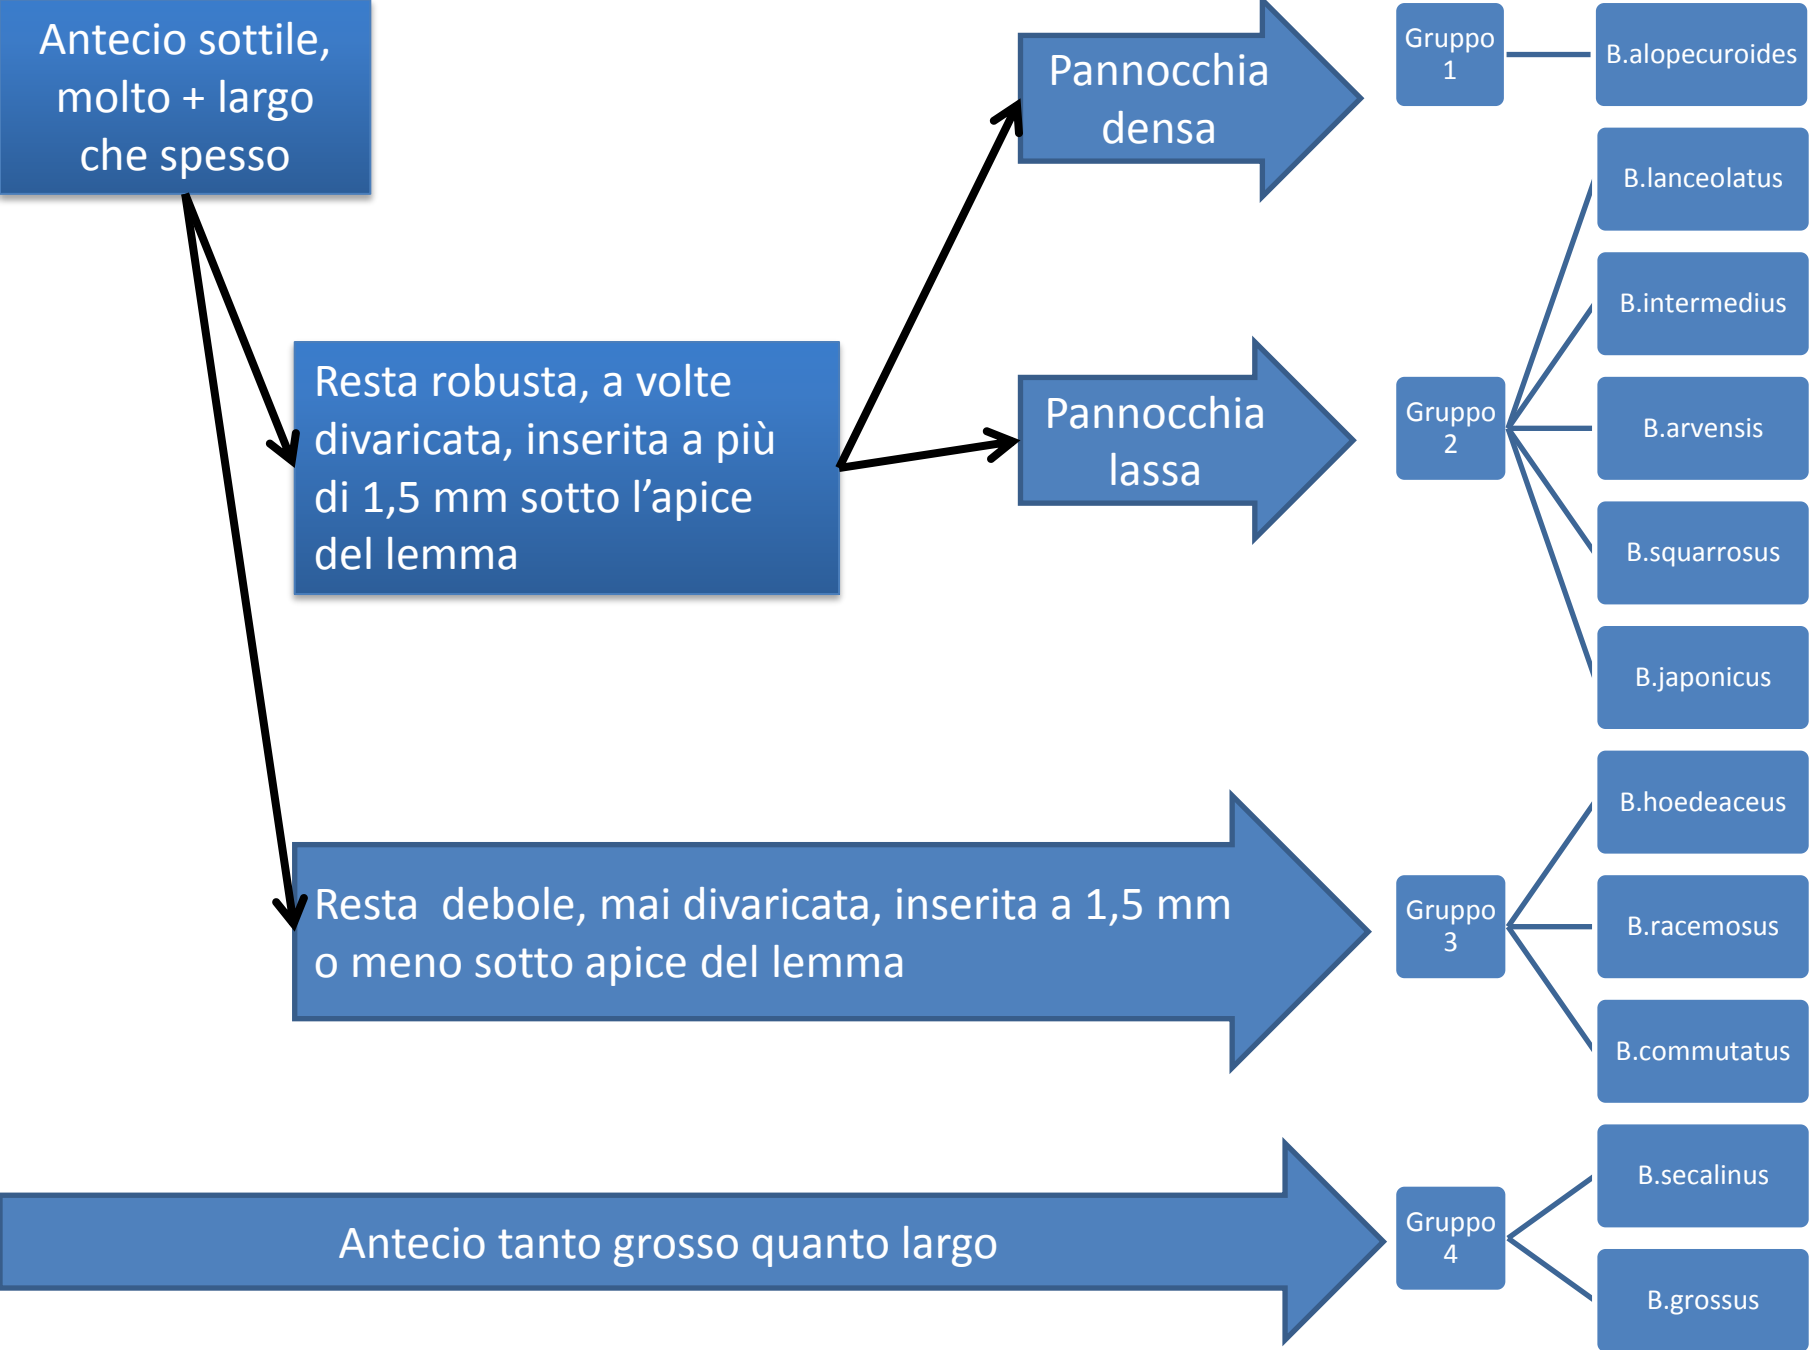 Antecio sottile,
molto + largo
che spesso
Resta robusta, a volte
divaricata, inserita a più
di 1,5 mm sotto l’apice
del lemma
Pannocchia
densa
Pannocchia
lassa
Resta  debole, mai divaricata, inserita a 1,5 mm
o meno sotto apice del lemma
Antecio tanto grosso quanto largo
Gruppo
1
B.alopecuroides
Gruppo
2
B.lanceolatus
B.intermedius
B.arvensis
B.squarrosus
B.japonicus
Gruppo
3
B.hoedeaceus
B.racemosus
B.commutatus
Gruppo
4
B.secalinus
B.grossus